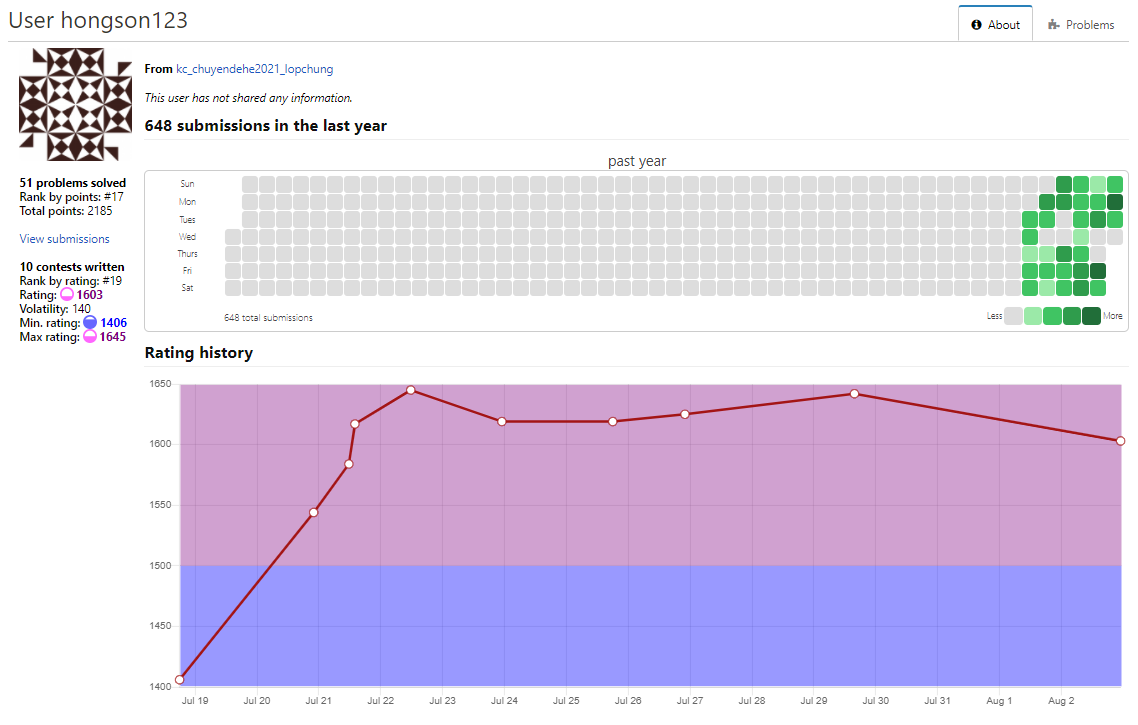 User hongson123
About
Problems
From kc_chuyendehe2021_lopchung
This user has not shared any information.
648 submissions in the last year
51 problems solved
Rank by points: #17
Total points: 2185
View submissions
10 contests written
Rank by rating: #19
Rating: 1603
Volatility: 140
Min. rating: 1406
Max rating: 1645
past year
Sun
Mon
Tues
Wed
Thurs
Fri
Sat
648 total submissions
Less
More
Rating history
1650
1600
1550
1500
1450
1400
Jul 19 Jul 20 Jul 21 Jul 22 Jul 23 Jul 24 Jul 25 Jul 26 Jul 27 Jul 28 Jul 29 Jul 30 Jul 31 Aug 1 Aug 2